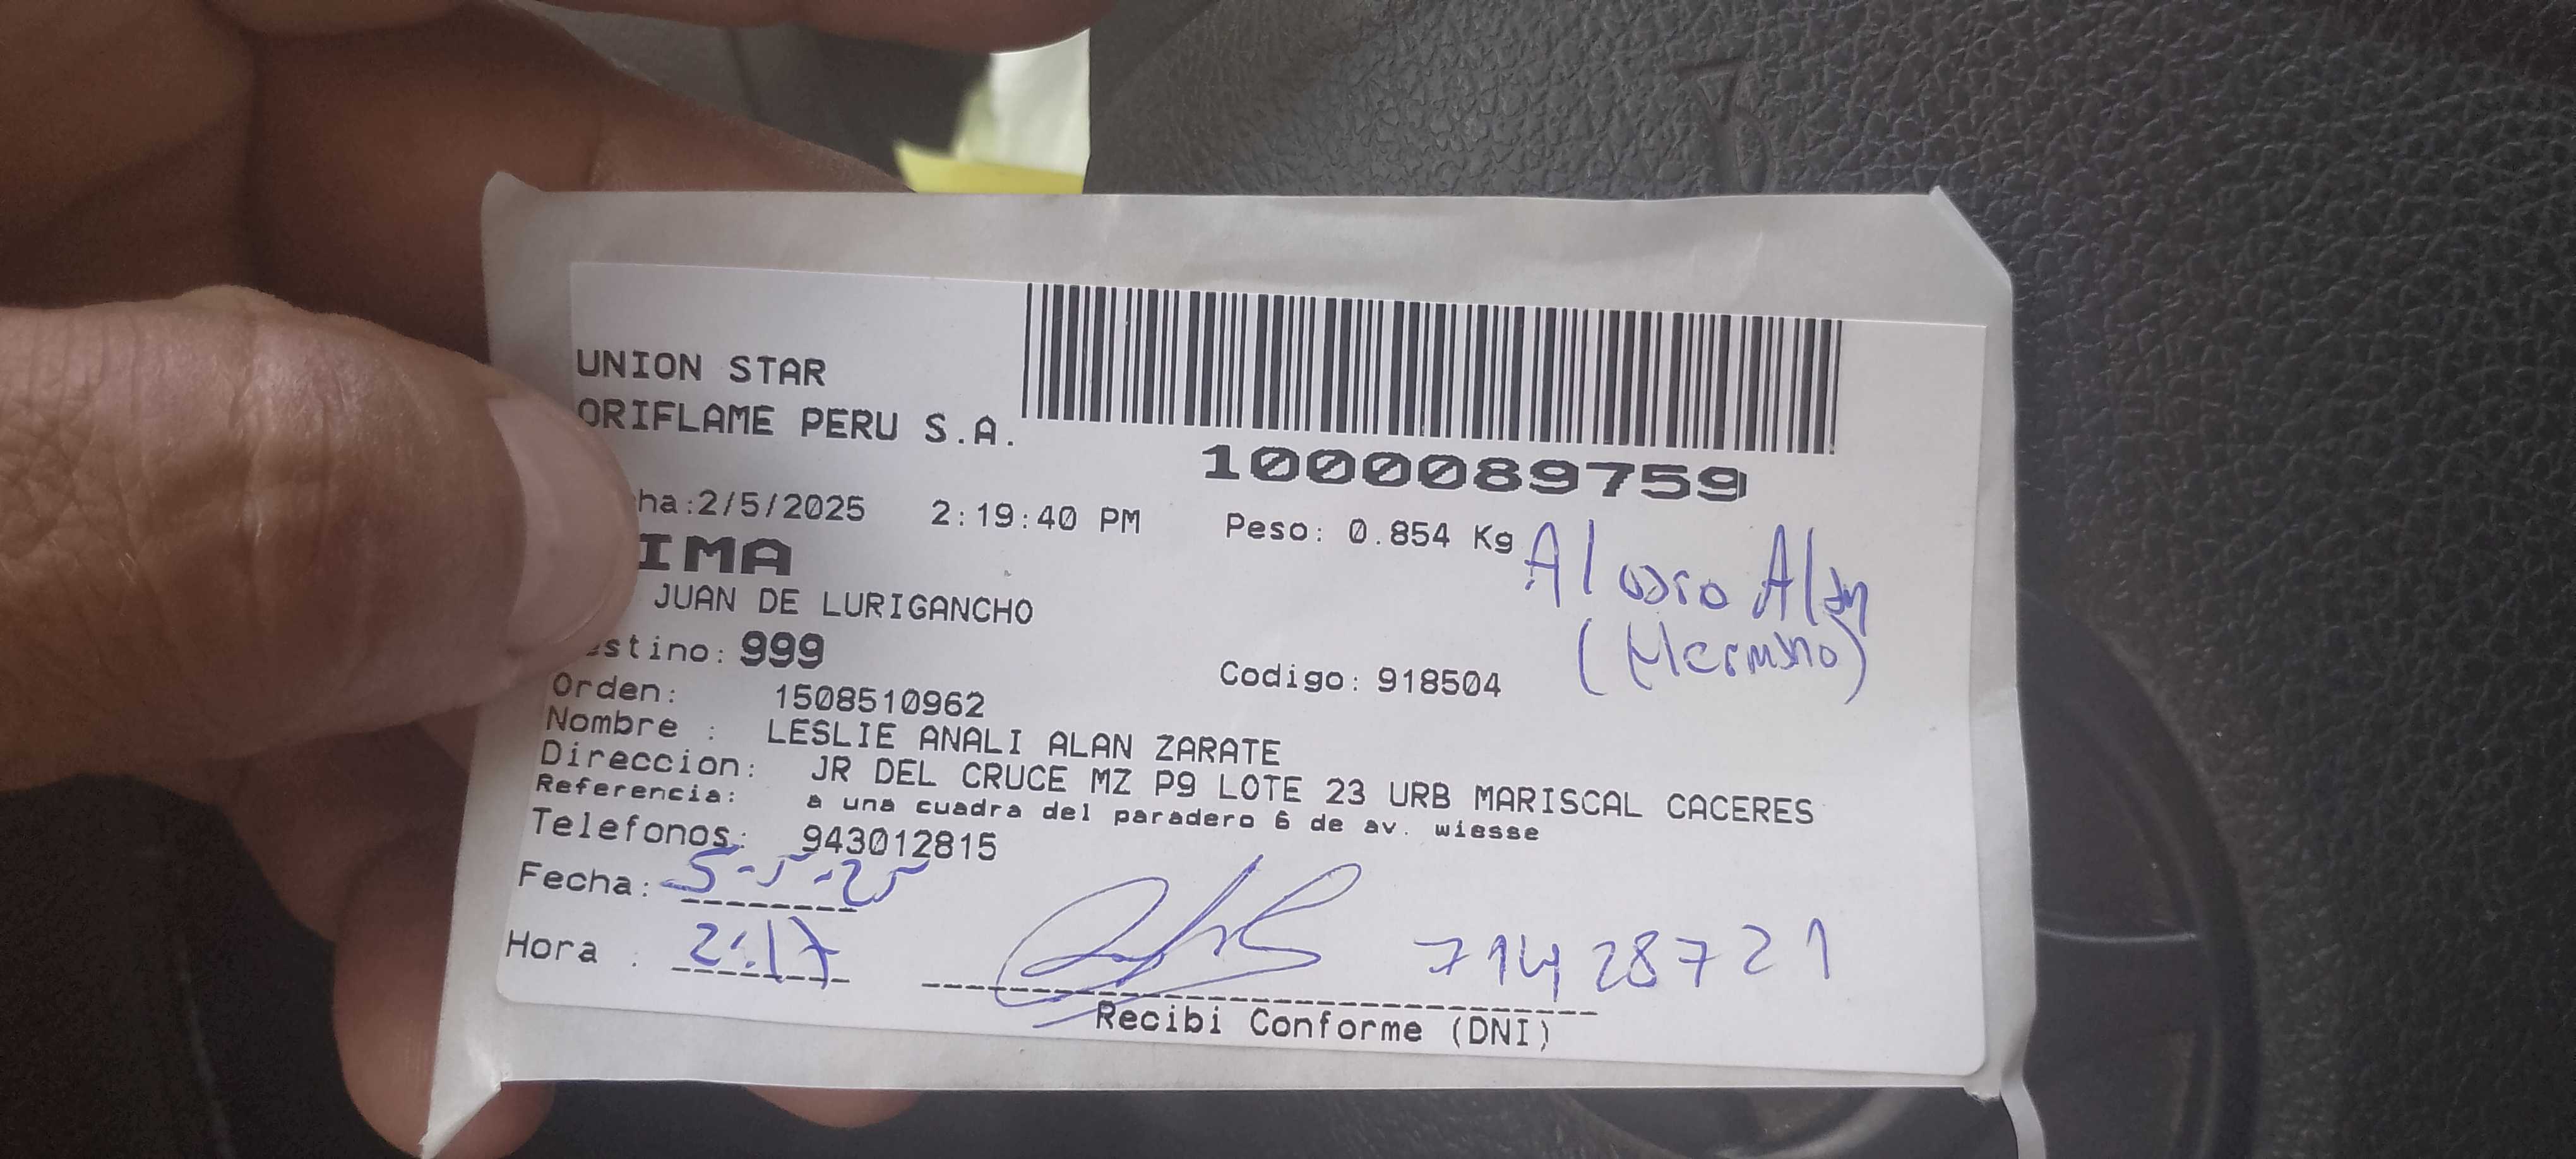 UNION STAR
ORIFLAME PERU S.A.
1000089759
ha:2/5/2025 2:19:40 PM Peso: 0.854 Kg
IMA
JUAN DE LURIGANCHO
Alvaro Alan
(Hermano)
estino: 999
Codigo: 918504
Orden: 1508510962
Nombre : LESLIE ANALI ALAN ZARATE
Direccion: JR DEL CRUCE MZ P9 LOTE 23 URB MARISCAL CACERES
Referencia: a una cuadra del paradero 6 de av. wiesse
Telefonos: 943012815
Fecha: 5-5-25
Hora : 2:17
71428721
Recibi Conforme (DNI)